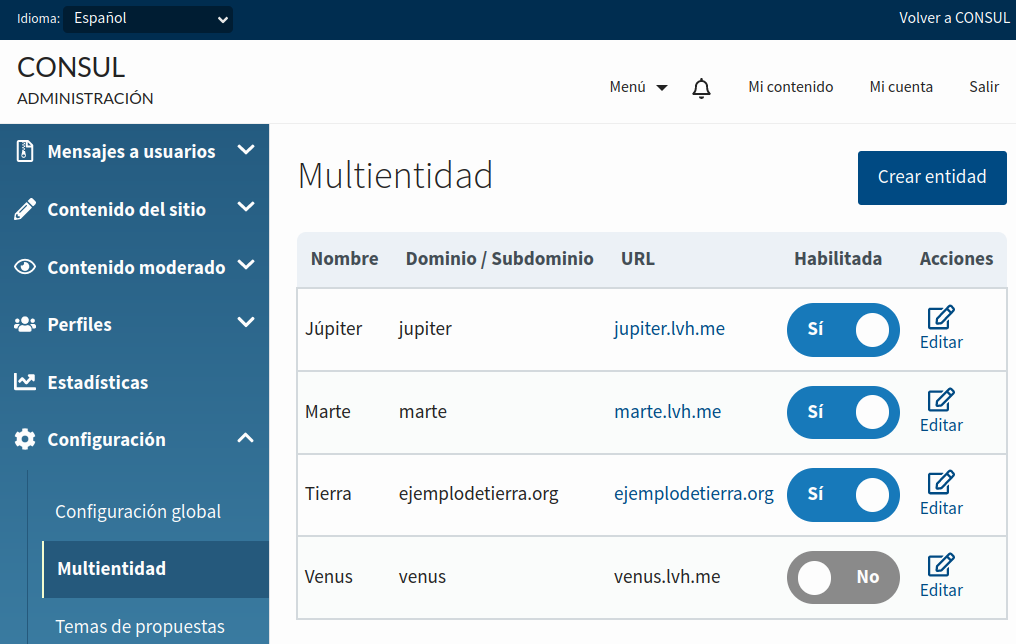 Idioma: Español Volver a CONSUL
CONSUL
ADMINISTRACIÓN
Menú Mi contenido Mi cuenta Salir
Mensajes a usuarios
Contenido del sitio
Contenido moderado
Perfiles
Estadísticas
Configuración
Configuración global
Multientidad
Temas de propuestas
Multientidad
Crear entidad
Nombre Dominio / Subdominio URL Habilitada Acciones
Júpiter jupiter jupiter.lvh.me Sí Editar
Marte marte marte.lvh.me Sí Editar
Tierra ejemplodetierra.org ejemplodetierra.org Sí Editar
Venus venus venus.lvh.me No Editar